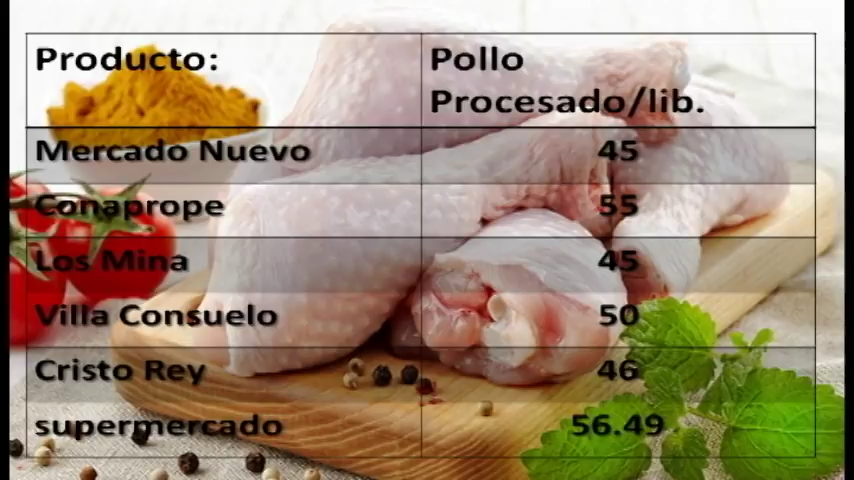 Producto: Pollo
Procesado/lib.
Mercado Nuevo 45
Conaprope 55
Los Mina 45
Villa Consuelo 50
Cristo Rey 46
supermercado 56.49